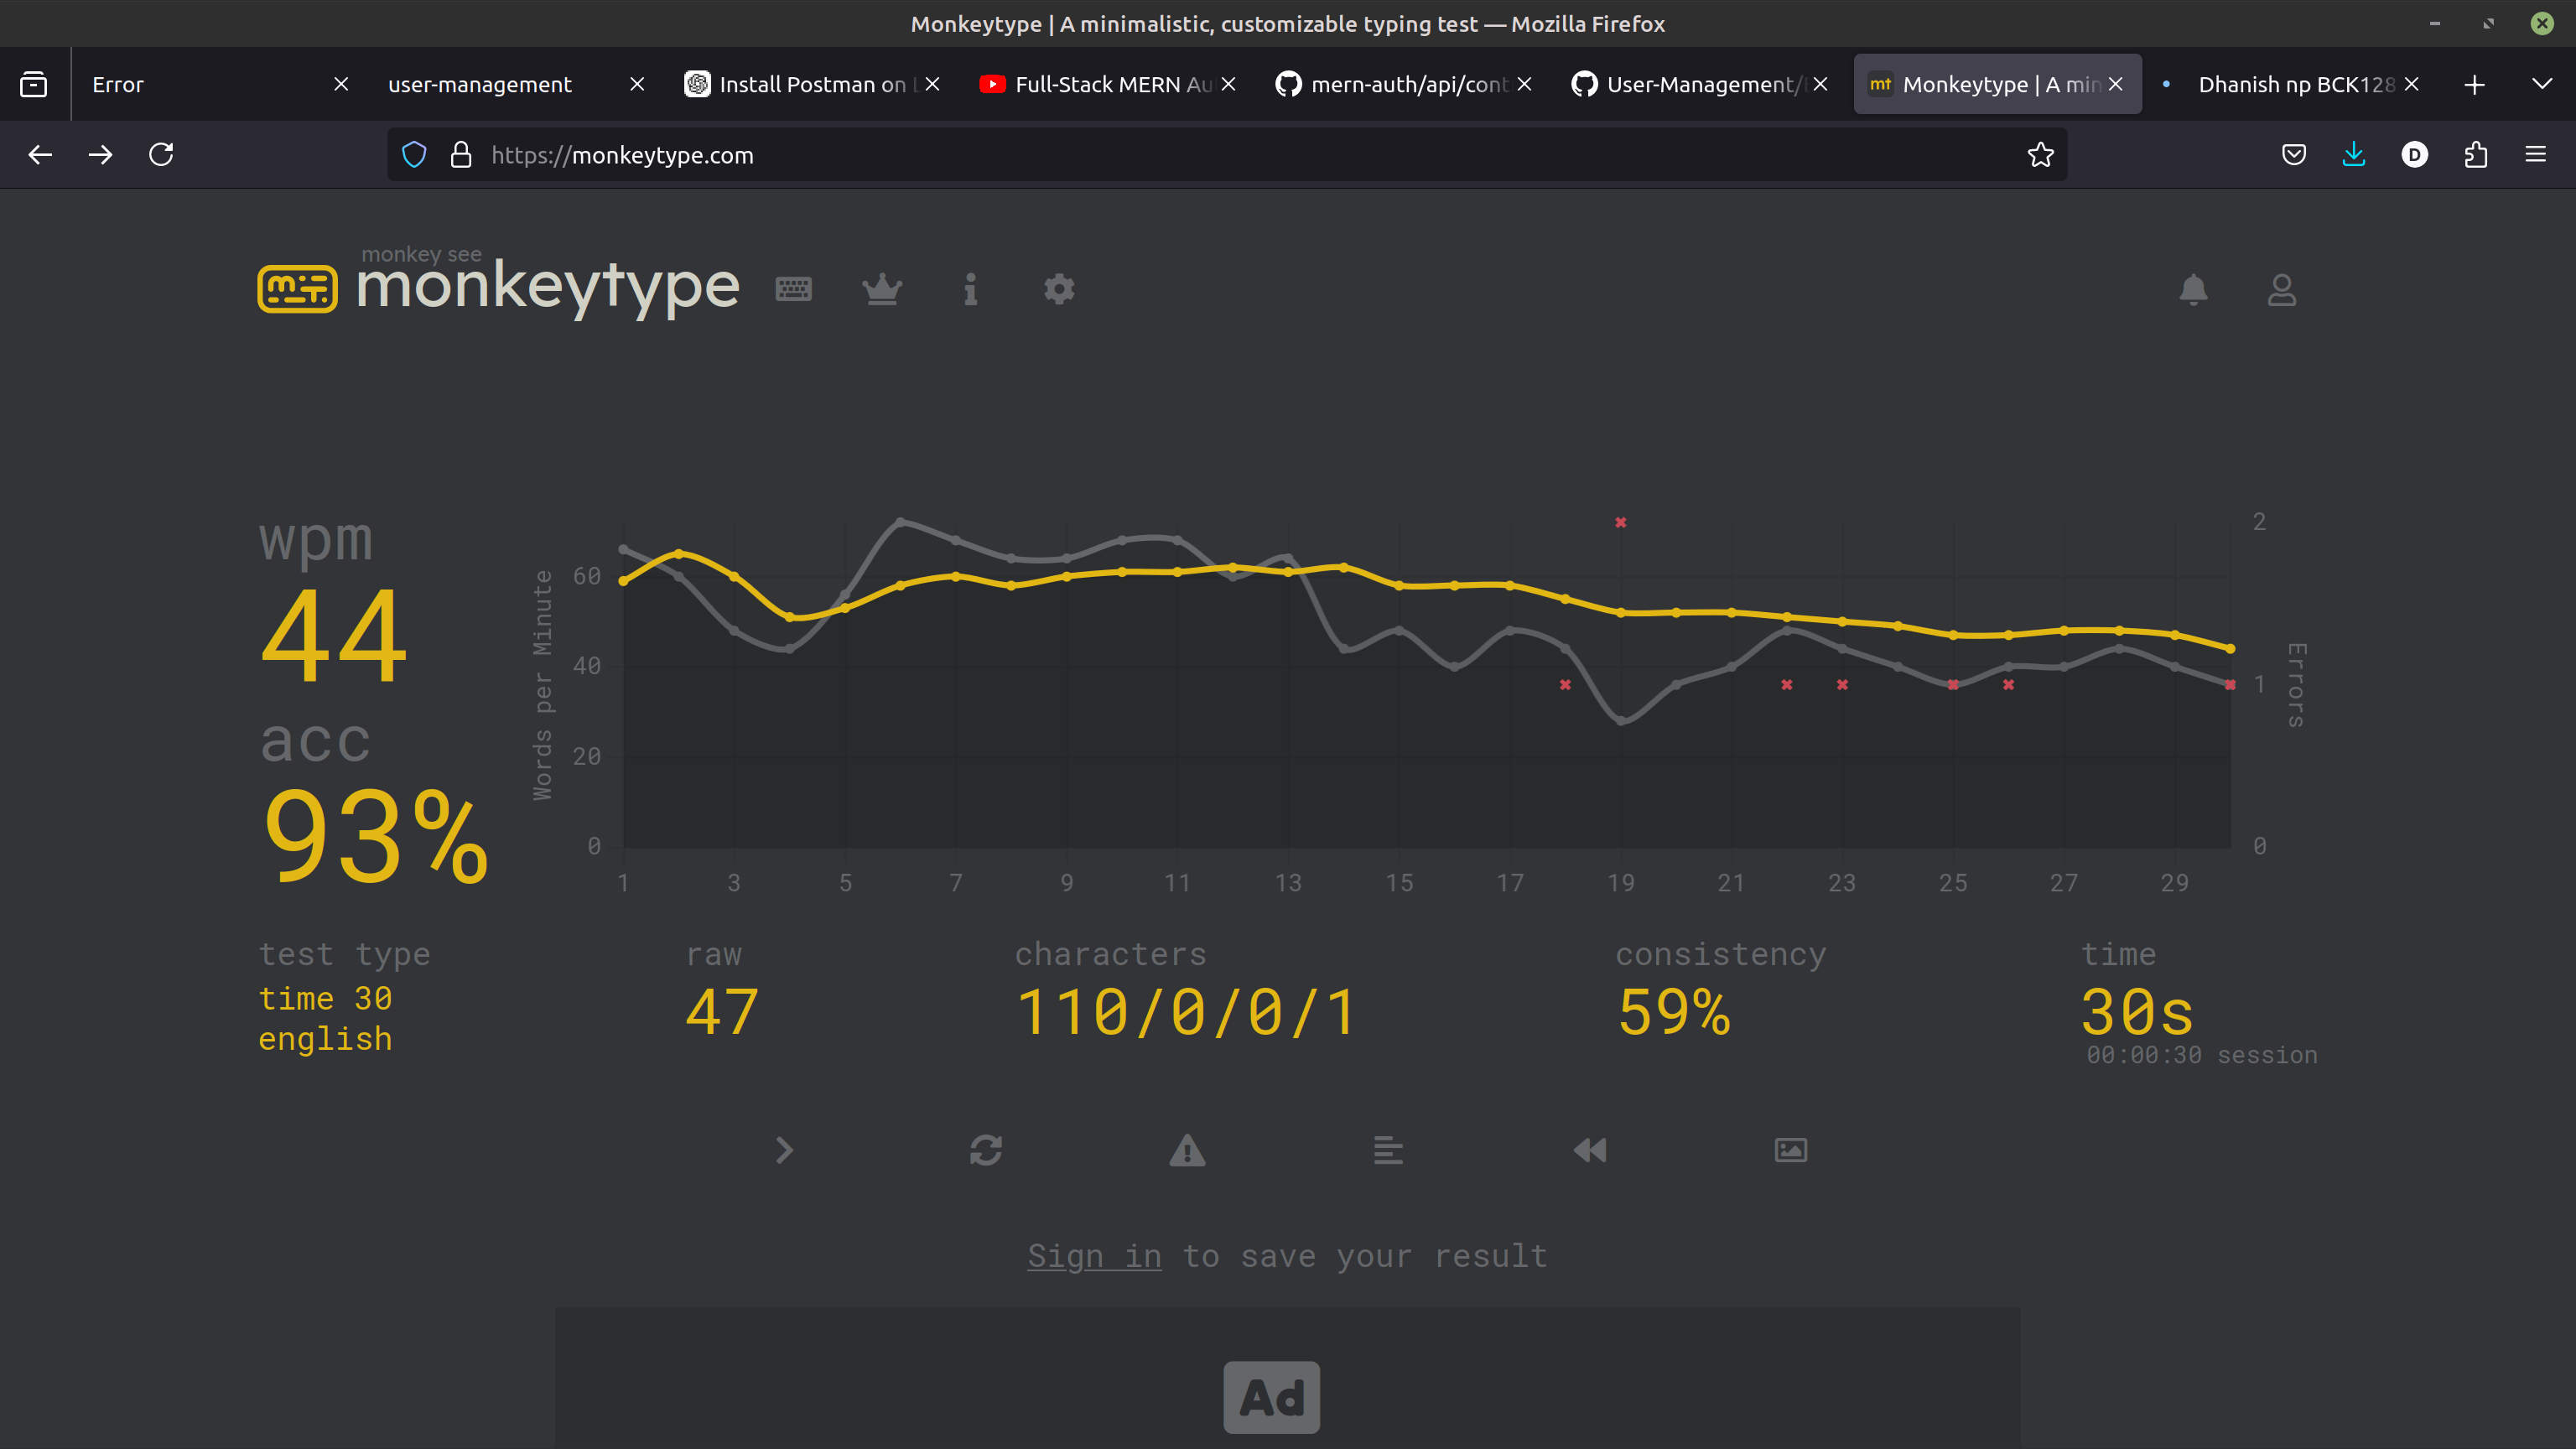 Monkeytype | A minimalistic, customizable typing test — Mozilla Firefox
Error
user-management
Install Postman on L
Full-Stack MERN Au
mern-auth/api/cont
User-Management/
mt Monkeytype | A min
Dhanish np BCK128
https://monkeytype.com
D
monkey see
monkeytype
wpm
44
acc
93%
Words per Minute
60
40
20
0
2
1
0
Errors
1 3 5 7 9 11 13 15 17 19 21 23 25 27 29
test type
time 30
english
raw
47
characters
110/0/0/1
consistency
59%
time
30s
00:00:30 session
Sign in to save your result
Ad